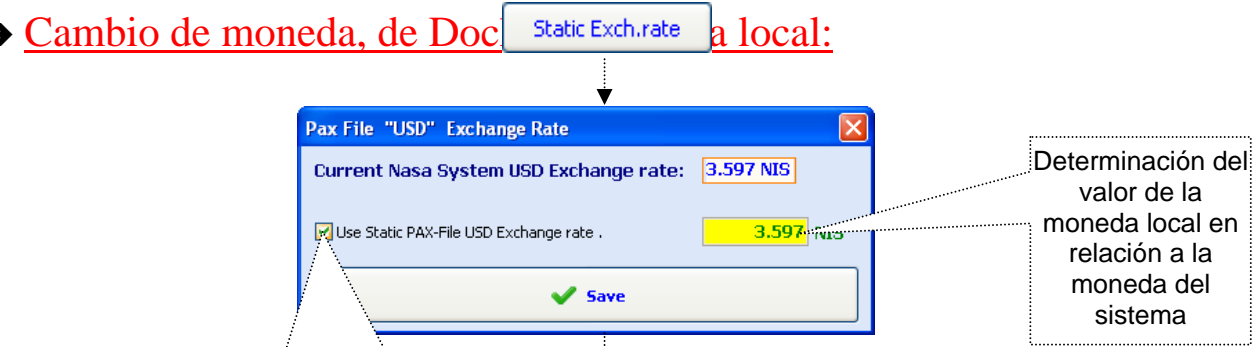 Cambio de moneda, de Doc
Static Exch.rate
a local:
Pax File "USD" Exchange Rate
Current Nasa System USD Exchange rate: 3.597 NIS
Use Static PAX-File USD Exchange rate . 3.597 NIS
Save
Determinación del
valor de la
moneda local en
relación a la
moneda del
sistema